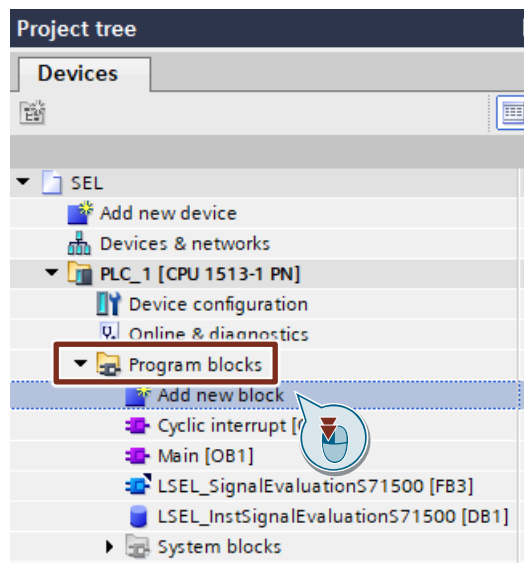 Project tree
Devices
SEL
Add new device
Devices & networks
PLC_1 [CPU 1513-1 PN]
Device configuration
Online & diagnostics
Program blocks
Add new block
Cyclic interrupt [
Main [OB1]
LSEL_SignalEvaluationS71500 [FB3]
LSEL_InstSignalEvaluationS71500 [DB1]
System blocks